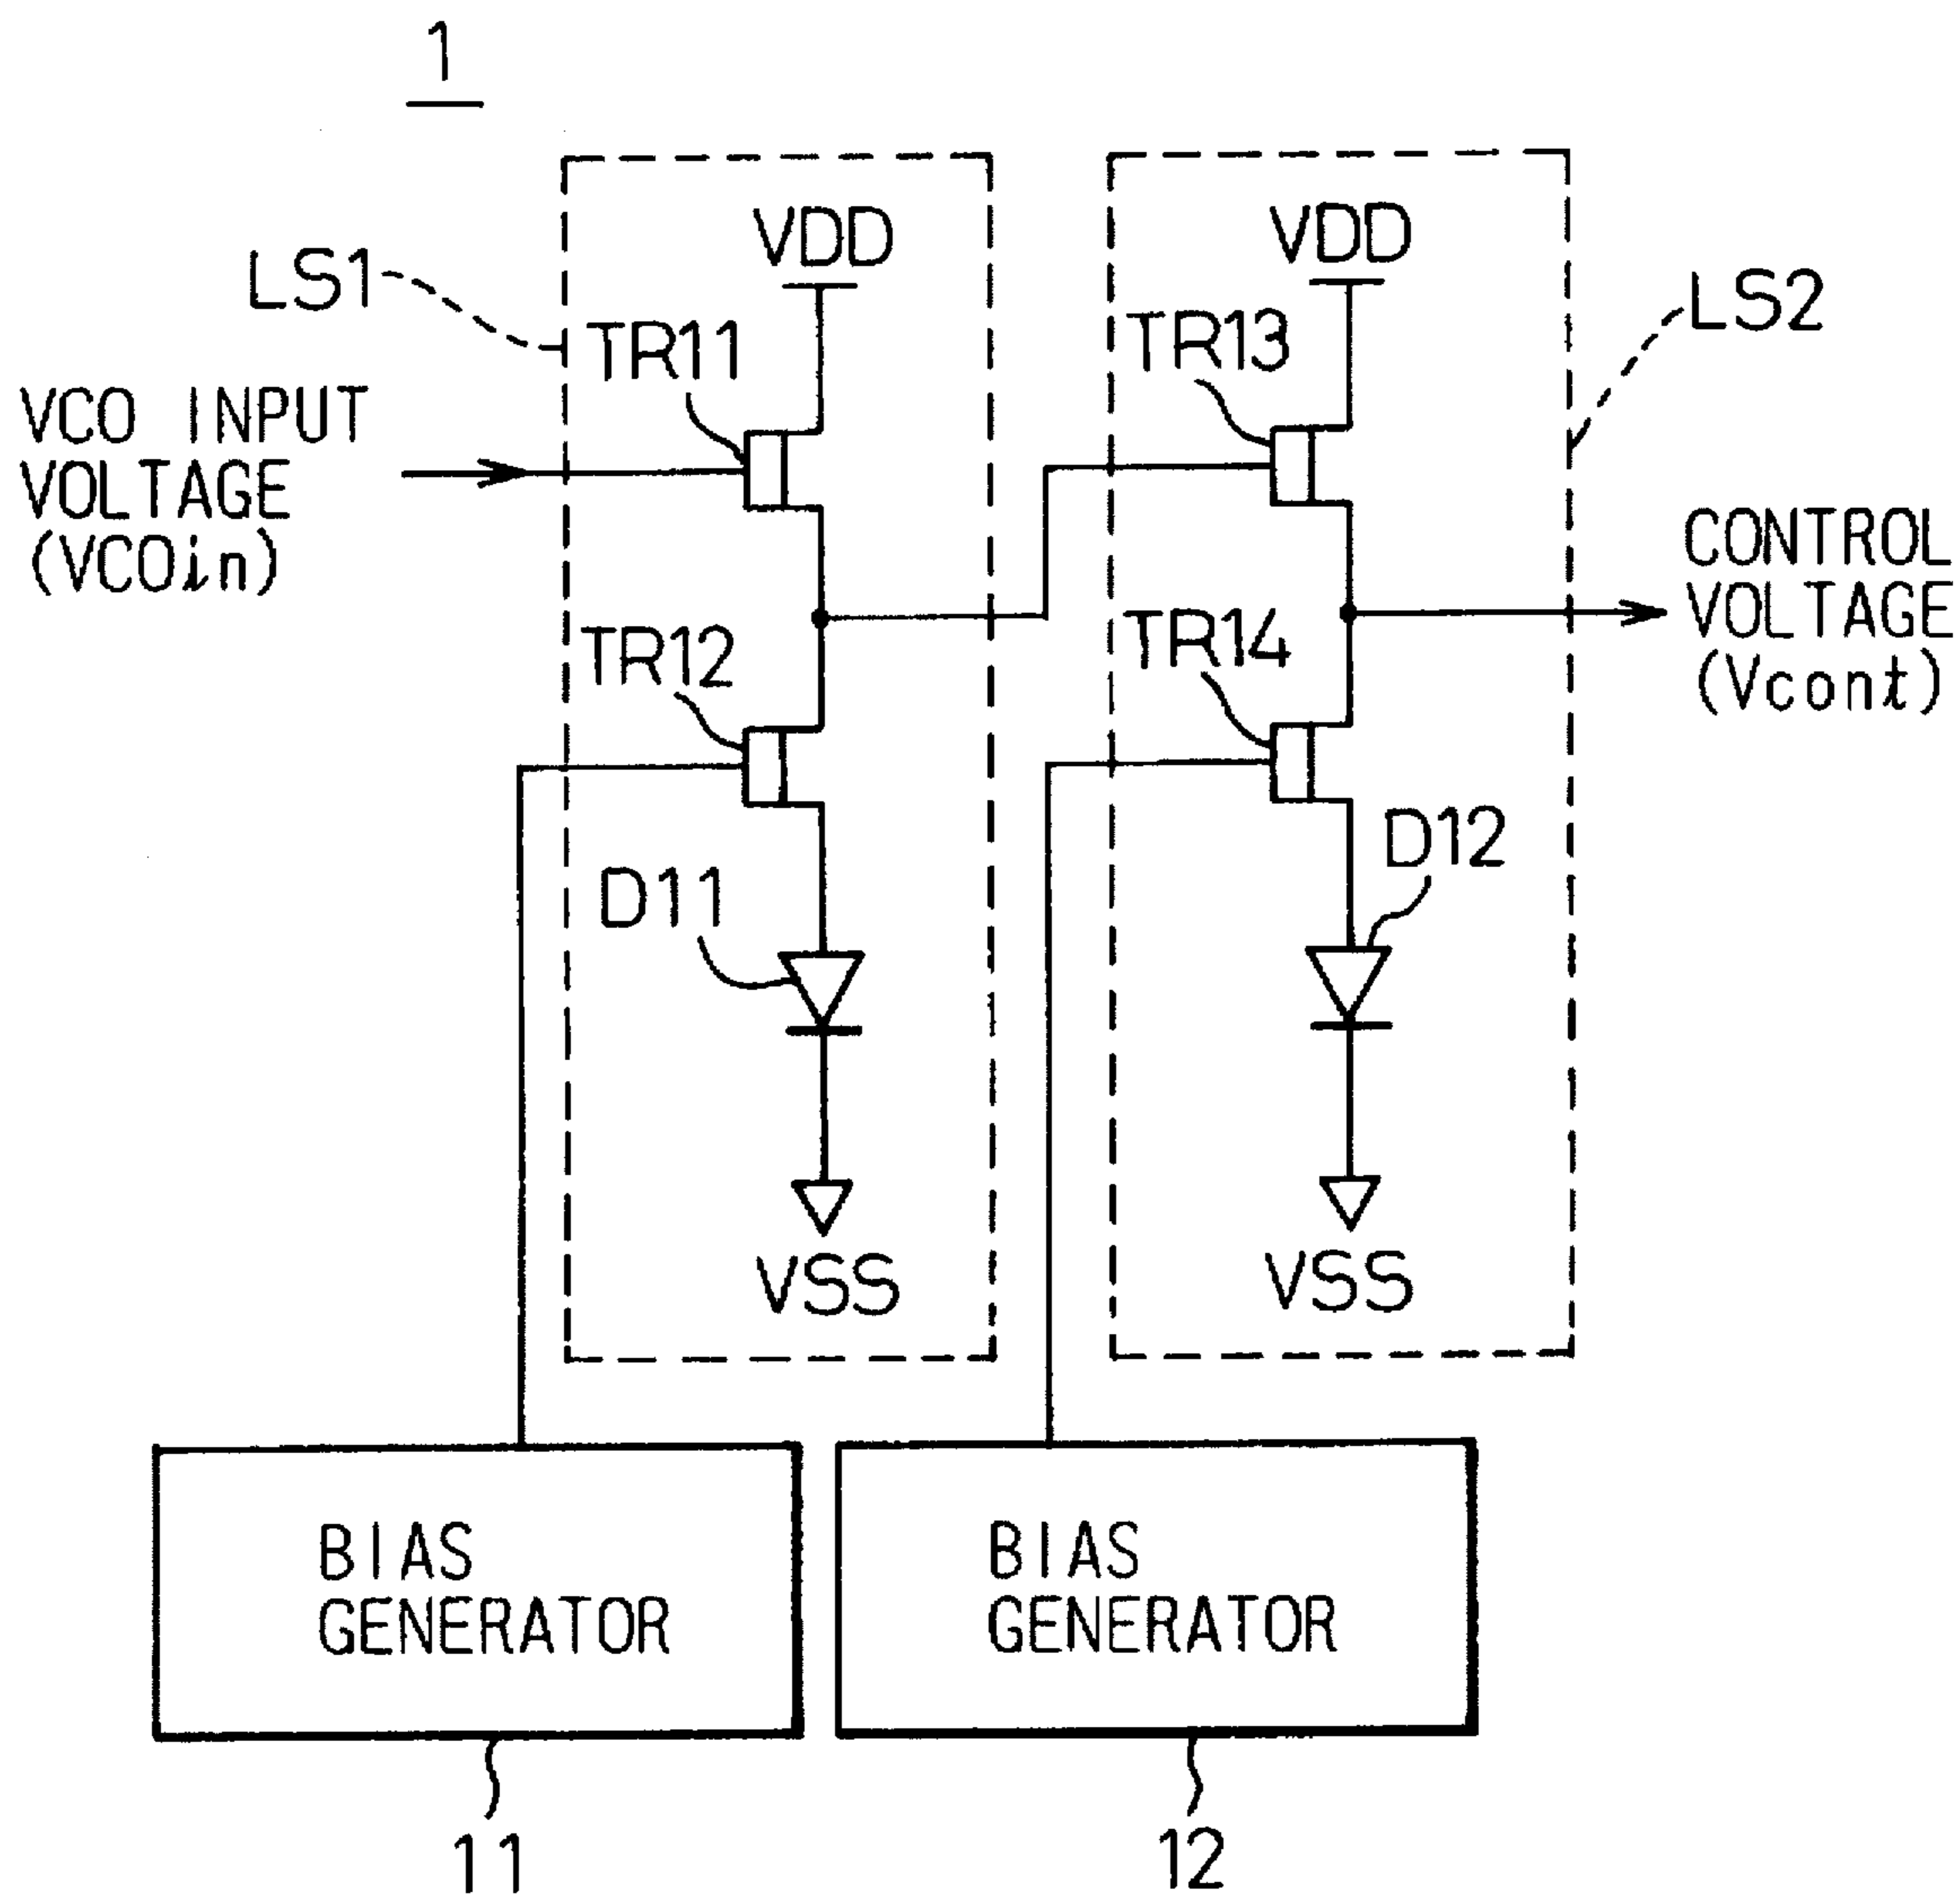 1
VDD
VDD
LS1
LS2
TR11
TR13
VCO INPUT
VOLTAGE
(VCOin)
CONTROL
VOLTAGE
(Vcont)
TR12
TR14
D11
D12
VSS
VSS
BIAS
GENERATOR
BIAS
GENERATOR
11
12